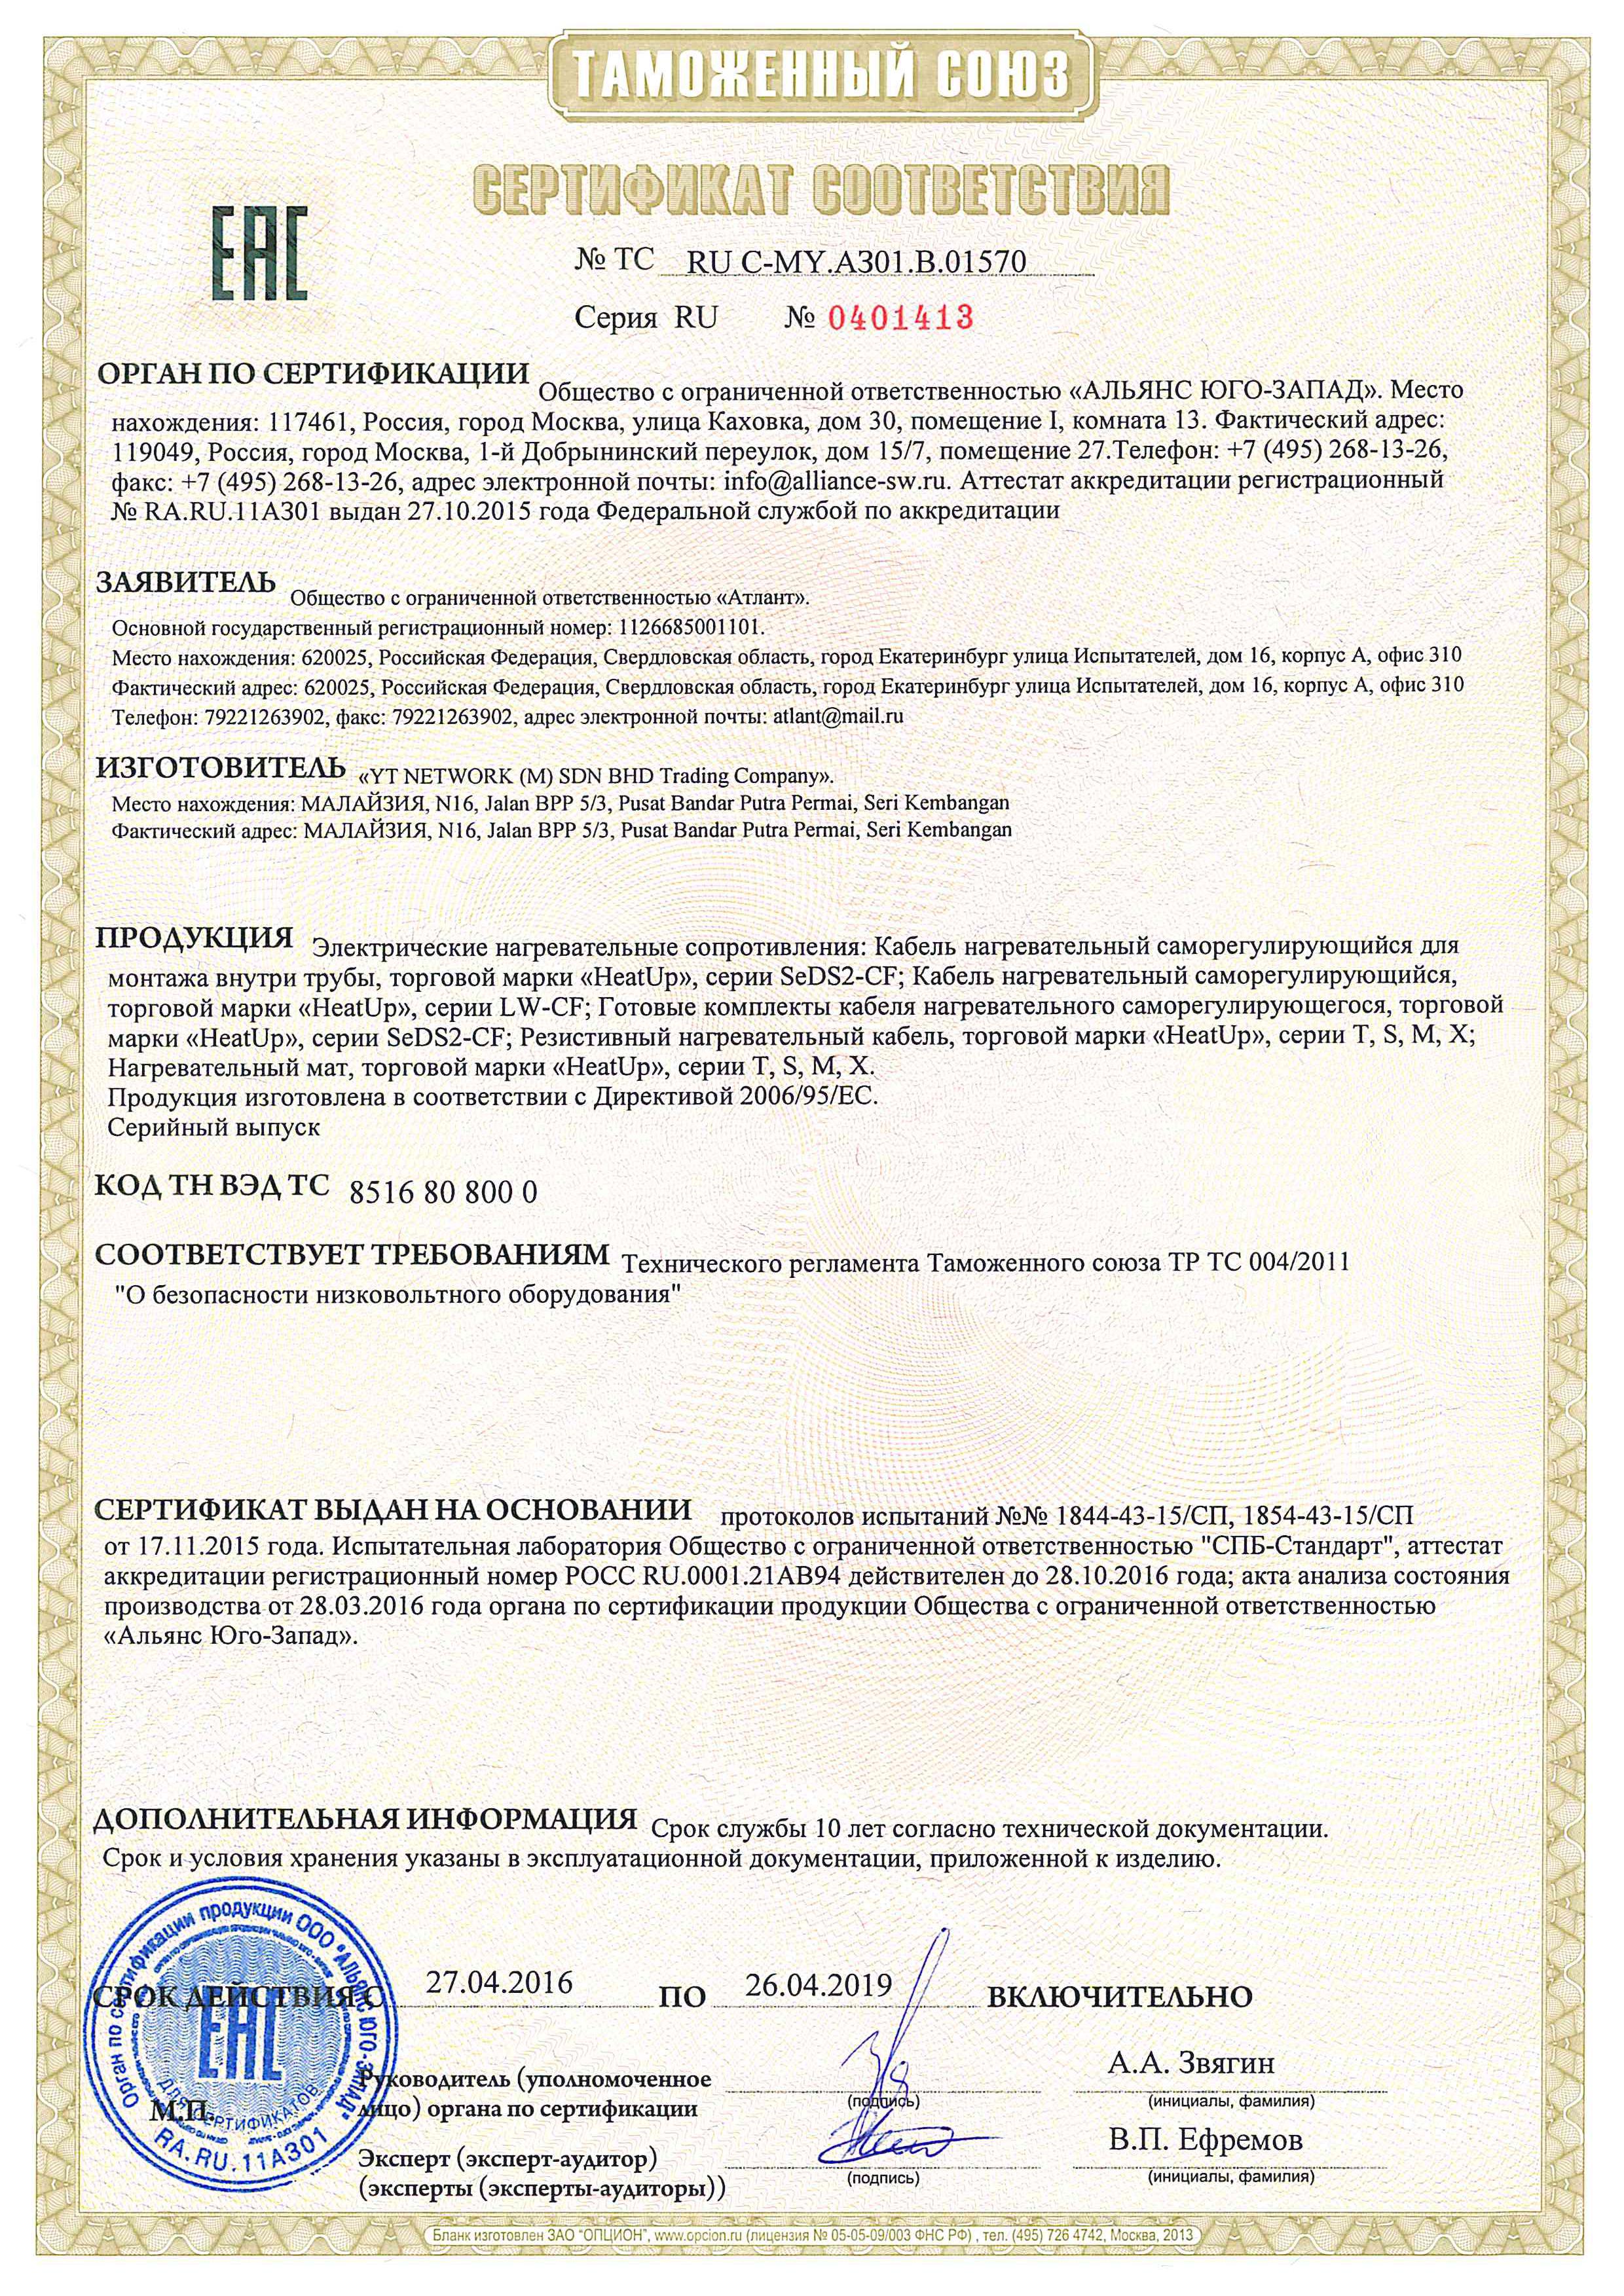 ТАМОЖЕННЫЙ СОЮЗ
СЕРТИФИКАТ СООТВЕТСТВИЯ
EAC
№ ТС RU C-MY.АЗ01.В.01570
Серия RU № 0401413
ОРГАН ПО СЕРТИФИКАЦИИ Общество с ограниченной ответственностью «АЛЬЯНС ЮГО-ЗАПАД». Место
нахождения: 117461, Россия, город Москва, улица Каховка, дом 30, помещение I, комната 13. Фактический адрес:
119049, Россия, город Москва, 1-й Добрынинский переулок, дом 15/7, помещение 27.Телефон: +7 (495) 268-13-26,
факс: +7 (495) 268-13-26, адрес электронной почты: info@alliance-sw.ru. Аттестат аккредитации регистрационный
№ RA.RU.11АЗ01 выдан 27.10.2015 года Федеральной службой по аккредитации
ЗАЯВИТЕЛЬ Общество с ограниченной ответственностью «Атлант».
Основной государственный регистрационный номер: 1126685001101.
Место нахождения: 620025, Российская Федерация, Свердловская область, город Екатеринбург улица Испытателей, дом 16, корпус А, офис 310
Фактический адрес: 620025, Российская Федерация, Свердловская область, город Екатеринбург улица Испытателей, дом 16, корпус А, офис 310
Телефон: 79221263902, факс: 79221263902, адрес электронной почты: atlant@mail.ru
ИЗГОТОВИТЕЛЬ «YT NETWORK (M) SDN BHD Trading Company».
Место нахождения: МАЛАЙЗИЯ, N16, Jalan BPP 5/3, Pusat Bandar Putra Permai, Seri Kembangan
Фактический адрес: МАЛАЙЗИЯ, N16, Jalan BPP 5/3, Pusat Bandar Putra Permai, Seri Kembangan
ПРОДУКЦИЯ Электрические нагревательные сопротивления: Кабель нагревательный саморегулирующийся для
монтажа внутри трубы, торговой марки «HeatUp», серии SeDS2-CF; Кабель нагревательный саморегулирующийся,
торговой марки «HeatUp», серии LW-CF; Готовые комплекты кабеля нагревательного саморегулирующегося, торговой
марки «HeatUp», серии SeDS2-CF; Резистивный нагревательный кабель, торговой марки «HeatUp», серии T, S, M, X;
Нагревательный мат, торговой марки «HeatUp», серии T, S, M, X.
Продукция изготовлена в соответствии с Директивой 2006/95/ЕС.
Серийный выпуск
КОД ТН ВЭД ТС 8516 80 800 0
СООТВЕТСТВУЕТ ТРЕБОВАНИЯМ Технического регламента Таможенного союза ТР ТС 004/2011
"О безопасности низковольтного оборудования"
СЕРТИФИКАТ ВЫДАН НА ОСНОВАНИИ протоколов испытаний №№ 1844-43-15/СП, 1854-43-15/СП
от 17.11.2015 года. Испытательная лаборатория Общество с ограниченной ответственностью "СПБ-Стандарт", аттестат
аккредитации регистрационный номер РОСС RU.0001.21АВ94 действителен до 28.10.2016 года; акта анализа состояния
производства от 28.03.2016 года органа по сертификации продукции Общества с ограниченной ответственностью
«Альянс Юго-Запад».
ДОПОЛНИТЕЛЬНАЯ ИНФОРМАЦИЯ Срок службы 10 лет согласно технической документации.
Срок и условия хранения указаны в эксплуатационной документации, приложенной к изделию.
Орган по сертификации продукции ООО "АЛЬЯНС ЮГО-ЗАПАД"
EAC
ДЛЯ СЕРТИФИКАТОВ
RA.RU.11АЗ01
СРОК ДЕЙСТВИЯ С 27.04.2016 ПО 26.04.2019 ВКЛЮЧИТЕЛЬНО
М.П.
Руководитель (уполномоченное
лицо) органа по сертификации
(подпись)
А.А. Звягин
(инициалы, фамилия)
Эксперт (эксперт-аудитор)
(эксперты (эксперты-аудиторы))
(подпись)
В.П. Ефремов
(инициалы, фамилия)
Бланк изготовлен ЗАО "ОПЦИОН", www.opcion.ru (лицензия № 05-05-09/003 ФНС РФ) , тел. (495) 726 4742, Москва, 2013